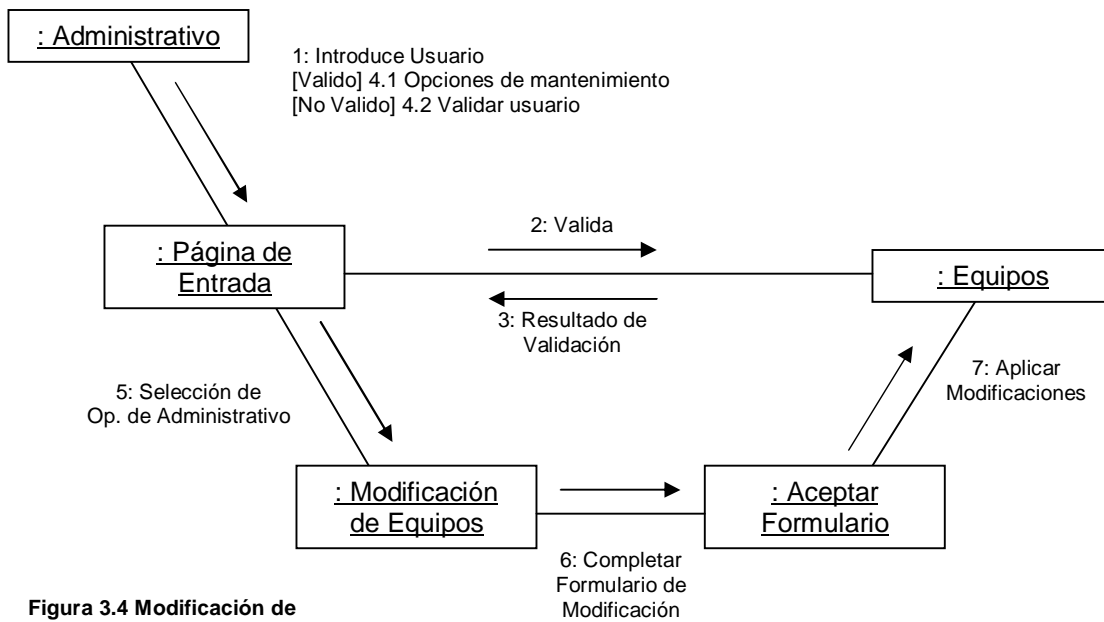 : Administrativo
1: Introduce Usuario
[Valido] 4.1 Opciones de mantenimiento
[No Valido] 4.2 Validar usuario
: Página de
Entrada
2: Valida
3: Resultado de
Validación
: Equipos
5: Selección de
Op. de Administrativo
7: Aplicar
Modificaciones
: Modificación
de Equipos
: Aceptar
Formulario
6: Completar
Formulario de
Modificación
Figura 3.4 Modificación de